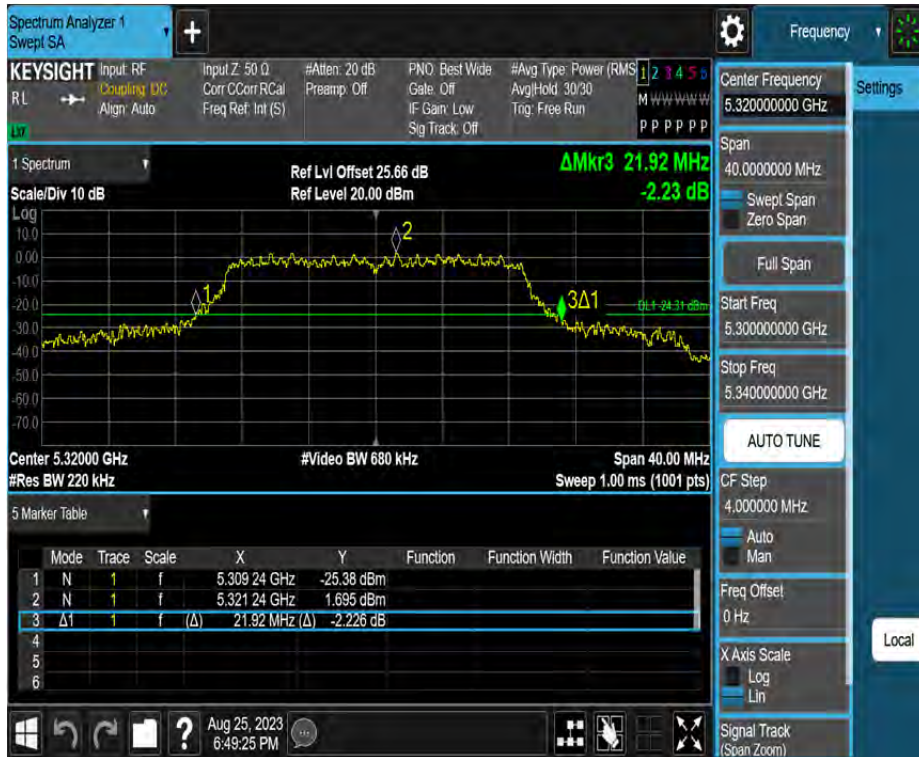 Spectrum Analyzer 1
Swept SA
+
Frequency
KEYSIGHT Input: RF Input Z: 50 Ω #Atten: 20 dB PNO: Best Wide #Avg Type: Power (RMS 1 2 3 4 5 6
RL Coupling: DC Corr CCorr RCal Preamp: Off Gate: Off Avg|Hold: 30/30 M W W W W W
Align: Auto Freq Ref: Int (S) IF Gain: Low Trig: Free Run
Sig Track: Off P P P P P P
LXI
1 Spectrum
Scale/Div 10 dB
Ref Lvl Offset 25.66 dB
Ref Level 20.00 dBm
ΔMkr3 21.92 MHz
-2.23 dB
Log
10.0
0.00
-10.0
-20.0
-30.0
-40.0
-50.0
-60.0
-70.0
1
2
3Δ1
DL1 -24.31 dBm
Center 5.32000 GHz #Video BW 680 kHz Span 40.00 MHz
#Res BW 220 kHz Sweep 1.00 ms (1001 pts)
5 Marker Table
Mode Trace Scale X Y Function Function Width Function Value
1 N 1 f 5.309 24 GHz -25.38 dBm
2 N 1 f 5.321 24 GHz 1.695 dBm
3 Δ1 1 f (Δ) 21.92 MHz (Δ) -2.226 dB
4
5
6
?
Aug 25, 2023
6:49:25 PM
Center Frequency
5.320000000 GHz
Span
40.0000000 MHz
Swept Span
Zero Span
Full Span
Start Freq
5.300000000 GHz
Stop Freq
5.340000000 GHz
AUTO TUNE
CF Step
4.000000 MHz
Auto
Man
Freq Offset
0 Hz
X Axis Scale
Log
Lin
Signal Track
(Span Zoom)
Settings
Local